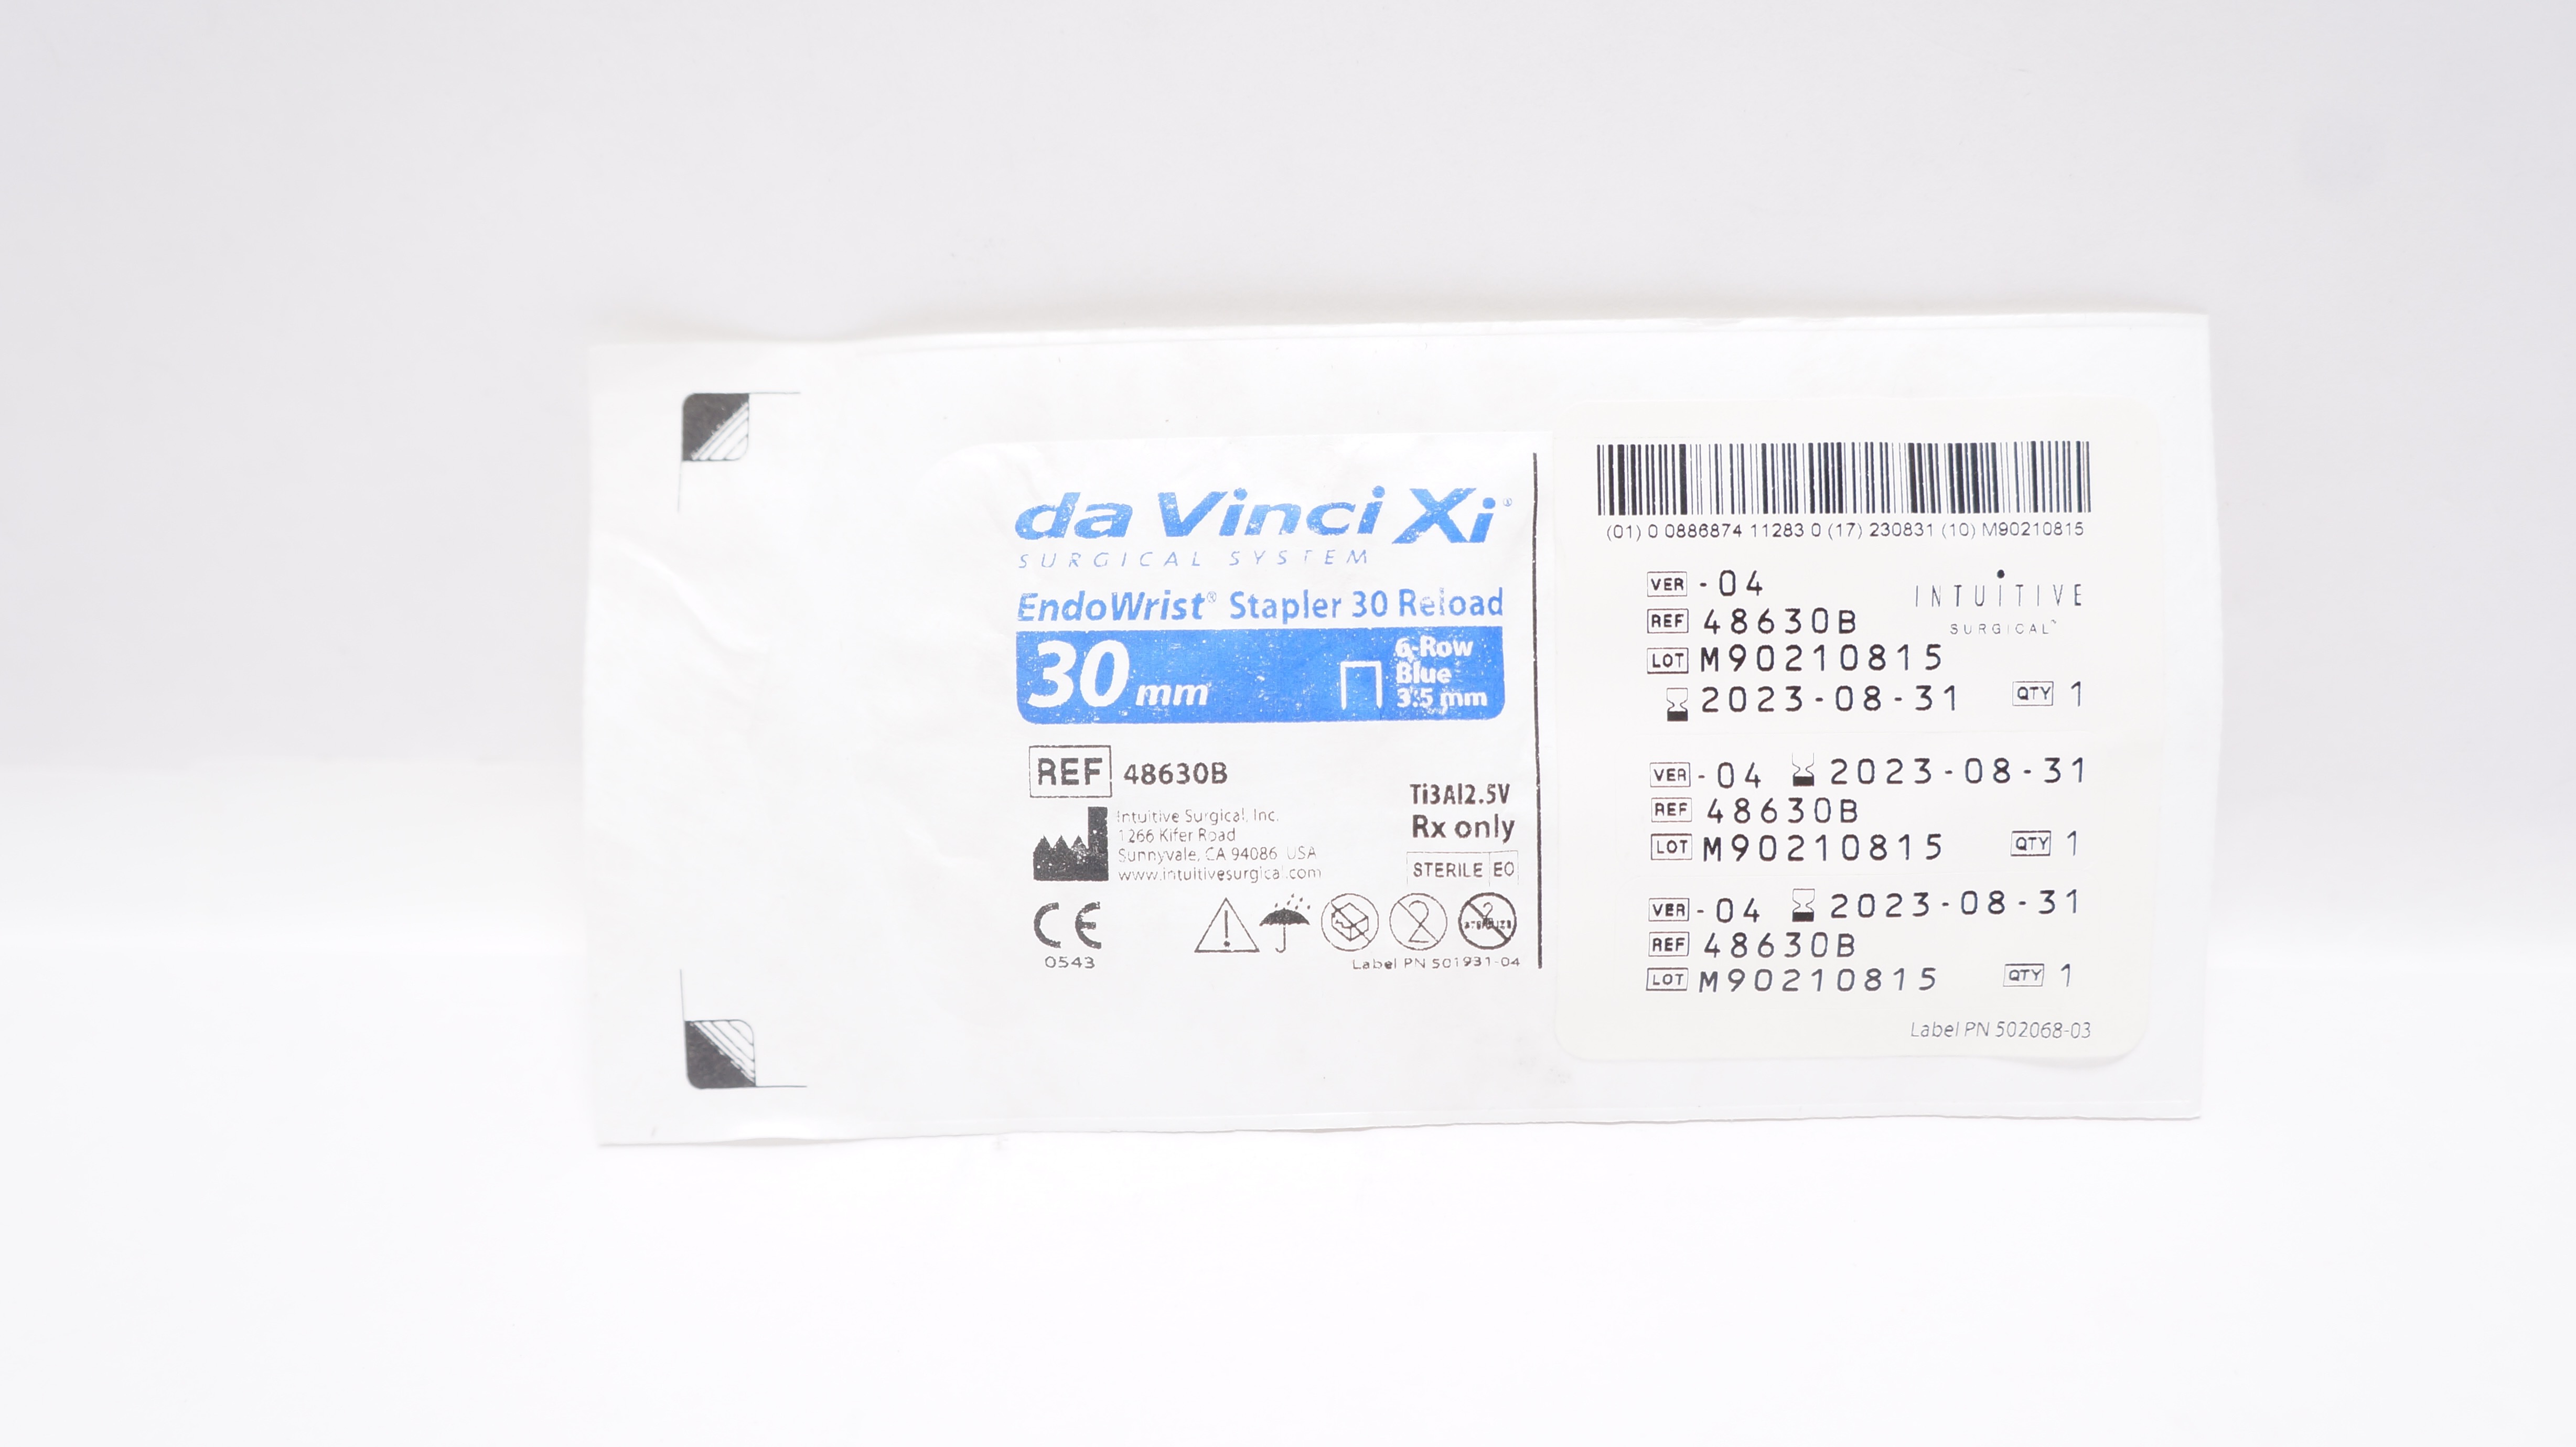 da Vinci Xi®
SURGICAL SYSTEM
EndoWrist® Stapler 30 Reload
30 mm
6-Row
Blue
3.5 mm
REF 48630B
Intuitive Surgical, Inc.
1266 Kifer Road
Sunnyvale, CA 94086 USA
www.intuitivesurgical.com
Ti3Al2.5V
Rx only
STERILE EO
CE
0543
2
2
STERILIZE
Label PN 501931-04
(01) 0 0886874 11283 0 (17) 230831 (10) M90210815
VER -04
INTUITIVE
SURGICAL
REF 48630B
LOT M90210815
2023-08-31 QTY 1
VER -04 2023-08-31
REF 48630B
LOT M90210815 QTY 1
VER -04 2023-08-31
REF 48630B
LOT M90210815 QTY 1
Label PN 502068-03